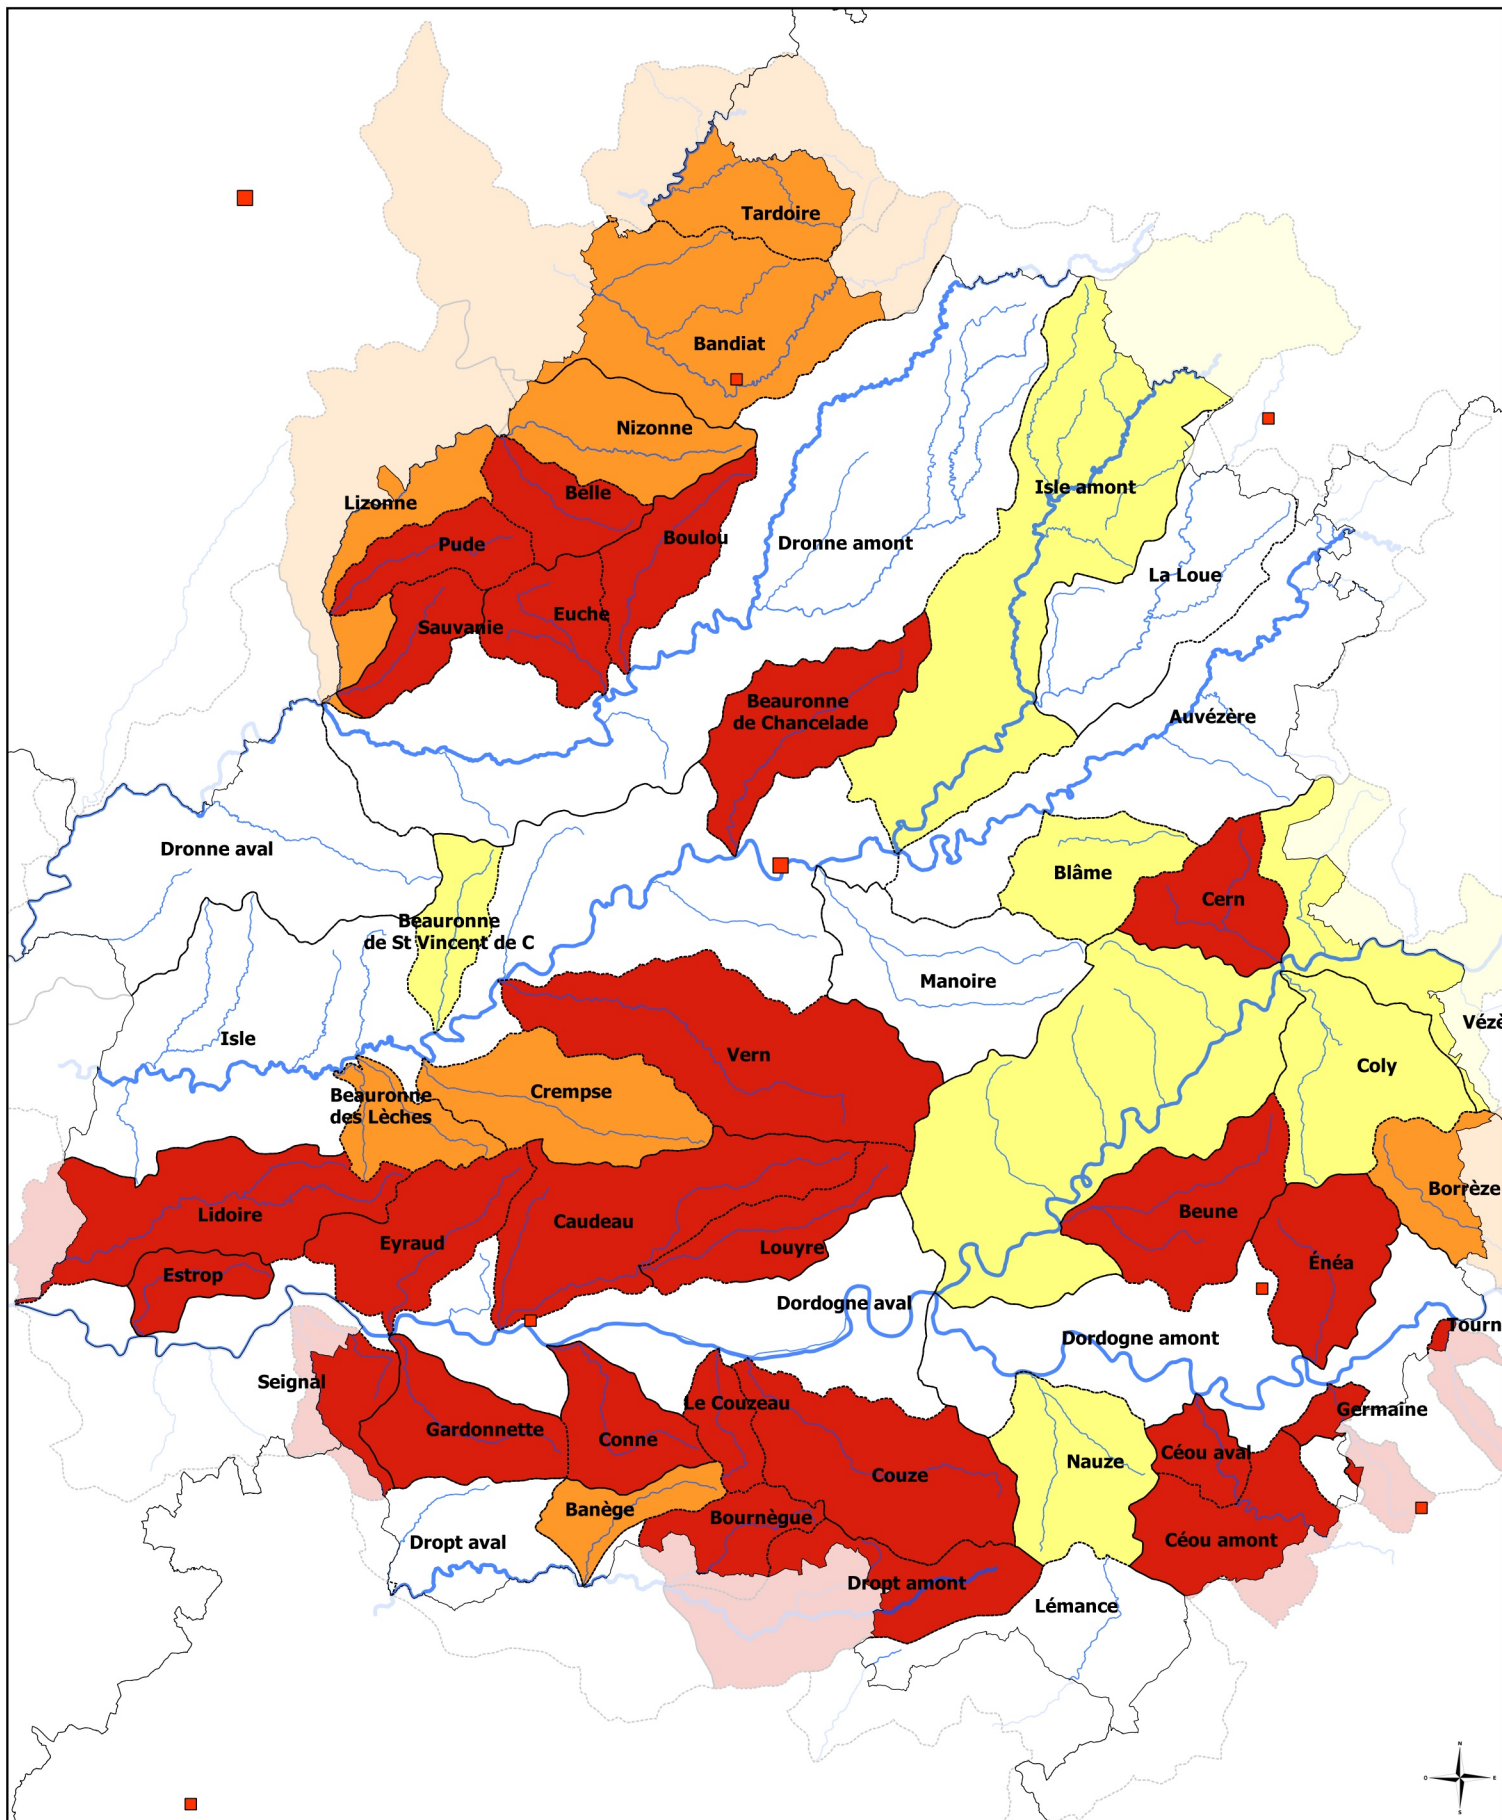 Tardoire
Bandiat
Nizonne
Isle amont
Belle
Lizonne
Boulou
Pude
Dronne amont
La Loue
Euche
Sauvanie
Beauronne
de Chancelade
Auvézère
Dronne aval
Blâme
Cern
Beauronne
de St Vincent de C
Manoire
Vézè
Isle
Vern
Coly
Crempse
Beauronne
des Lèches
Borrèze
Lidoire
Beune
Caudeau
Eyraud
Louyre
Énéa
Estrop
Dordogne aval
Tourn
Dordogne amont
Seignal
Le Couzeau
Germaine
Gardonnette
Conne
Céou aval
Nauze
Couze
Banège
Bournègue
Céou amont
Dropt aval
Dropt amont
Lémance
N
O
E
S